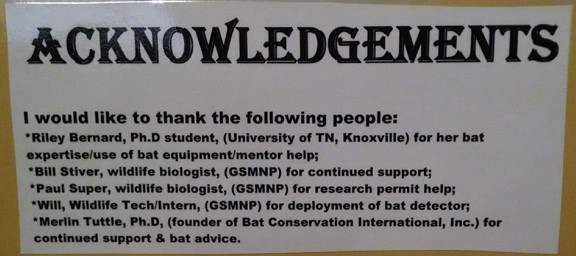 ACKNOWLEDGEMENTS
I would like to thank the following people:
*Riley Bernard, Ph.D student, (University of TN, Knoxville) for her bat
expertise/use of bat equipment/mentor help;
*Bill Stiver, wildlife biologist, (GSMNP) for continued support;
*Paul Super, wildlife biologist, (GSMNP) for research permit help;
*Will, Wildlife Tech/Intern, (GSMNP) for deployment of bat detector;
*Merlin Tuttle, Ph.D, (founder of Bat Conservation International, Inc.) for
continued support & bat advice.